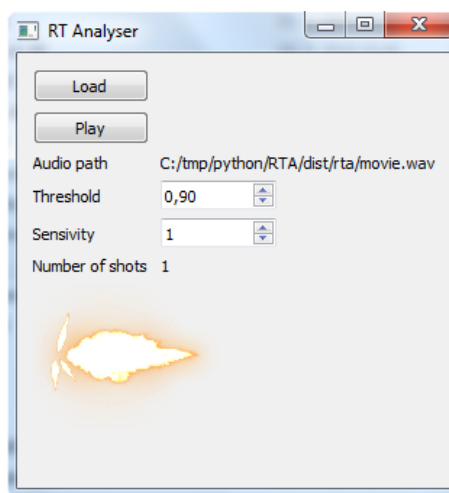 RT Analyser
Load
Play
Audio path C:/tmp/python/RTA/dist/rta/movie.wav
Threshold 0,90
Sensivity 1
Number of shots 1